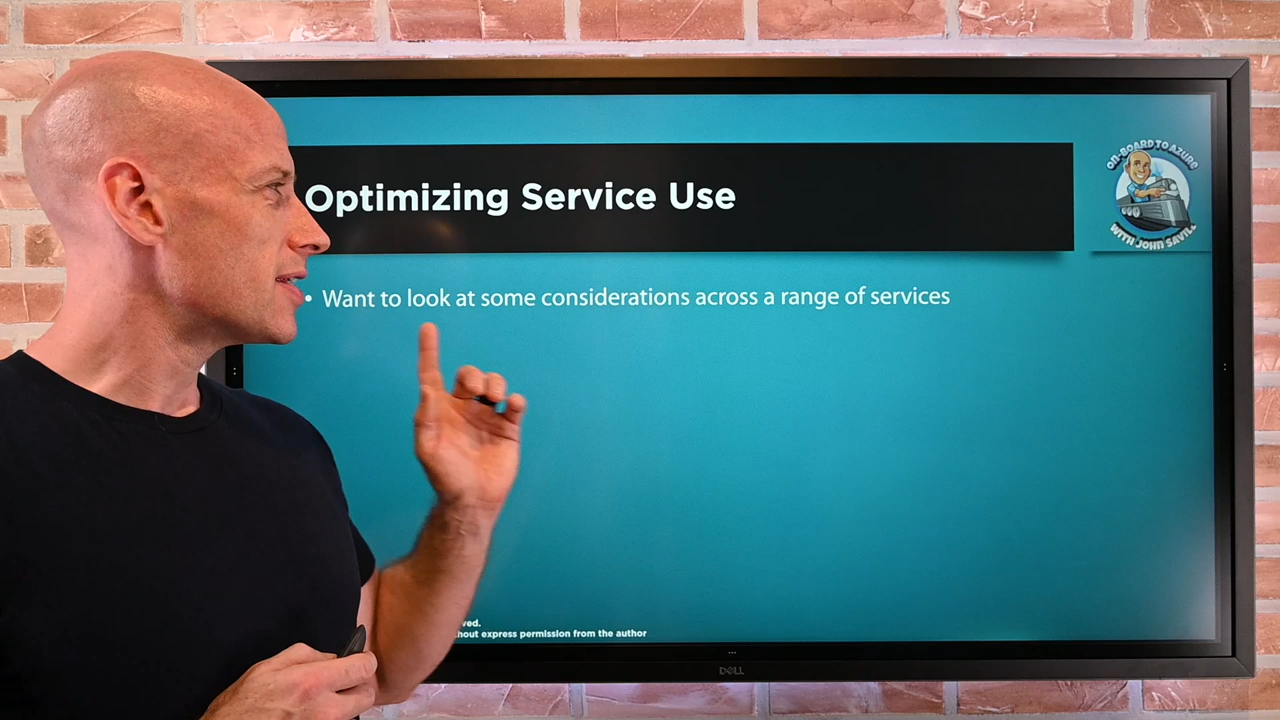 Optimizing Service Use
ON-BOARD TO AZURE
WITH JOHN SAVILL
• Want to look at some considerations across a range of services
ved.
hout express permission from the author
DELL